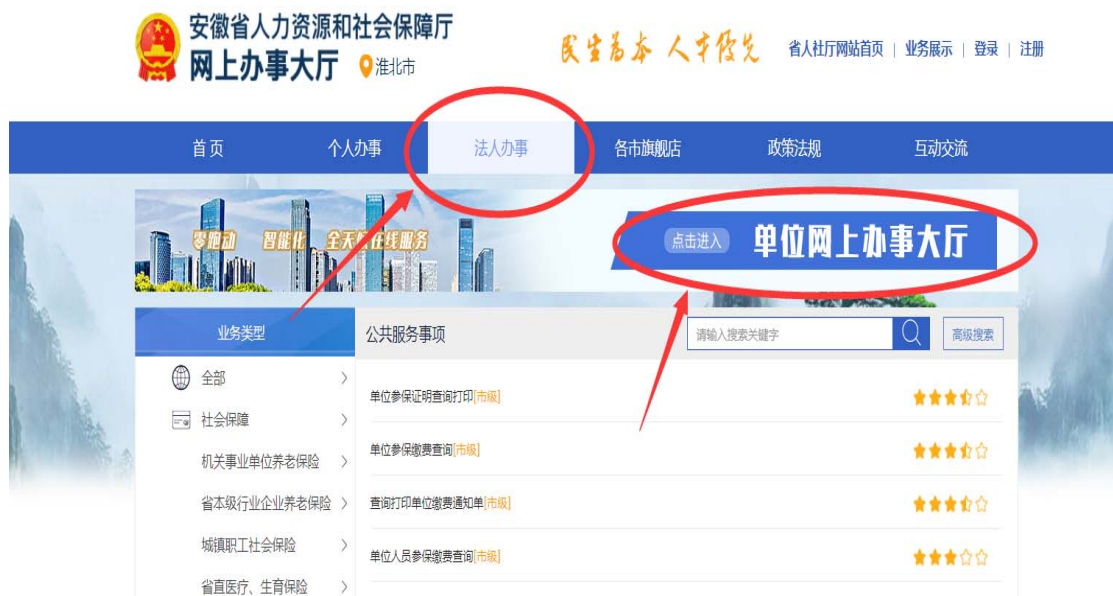 安徽省人力资源和社会保障厅
网上办事大厅 淮北市
民生为本 人才优先
省人社厅网站首页 | 业务展示 | 登录 | 注册
首页 个人办事 法人办事 各市旗舰店 政策法规 互动交流
零跑动 智能化 全天候在线服务
点击进入 单位网上办事大厅
业务类型 公共服务事项 请输入搜索关键字 高级搜索
全部
单位参保证明查询打印[市级]
社会保障
单位参保缴费查询[市级]
机关事业单位养老保险
省本级行业企业养老保险
查询打印单位缴费通知单[市级]
城镇职工社会保险
单位人员参保缴费查询[市级]
省直医疗、生育保险